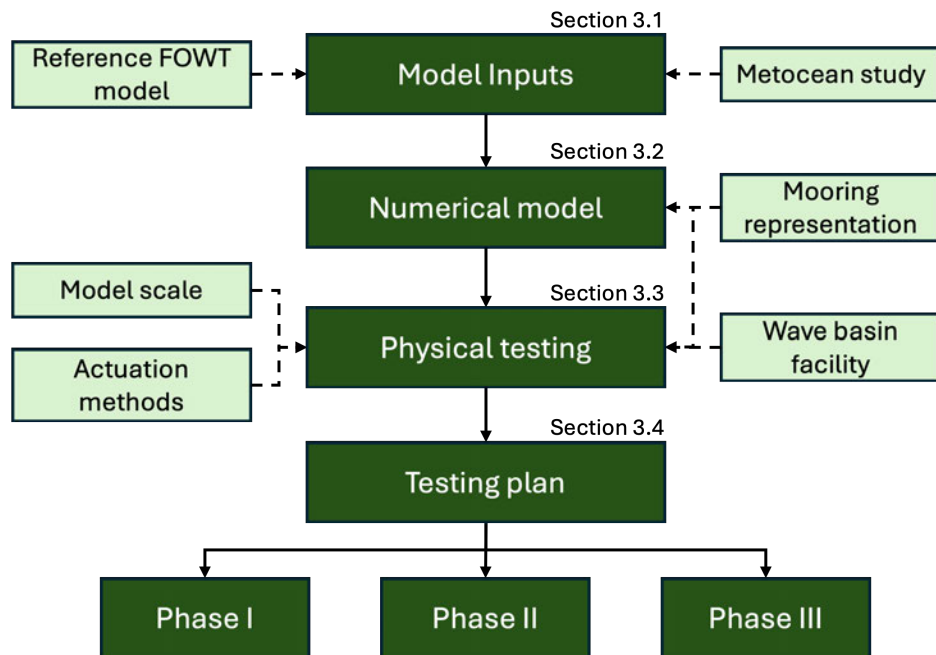 Section 3.1
Reference FOWT
model
Model Inputs
Metocean study
Section 3.2
Numerical model
Mooring
representation
Section 3.3
Model scale
Physical testing
Wave basin
facility
Actuation
methods
Section 3.4
Testing plan
Phase I
Phase II
Phase III